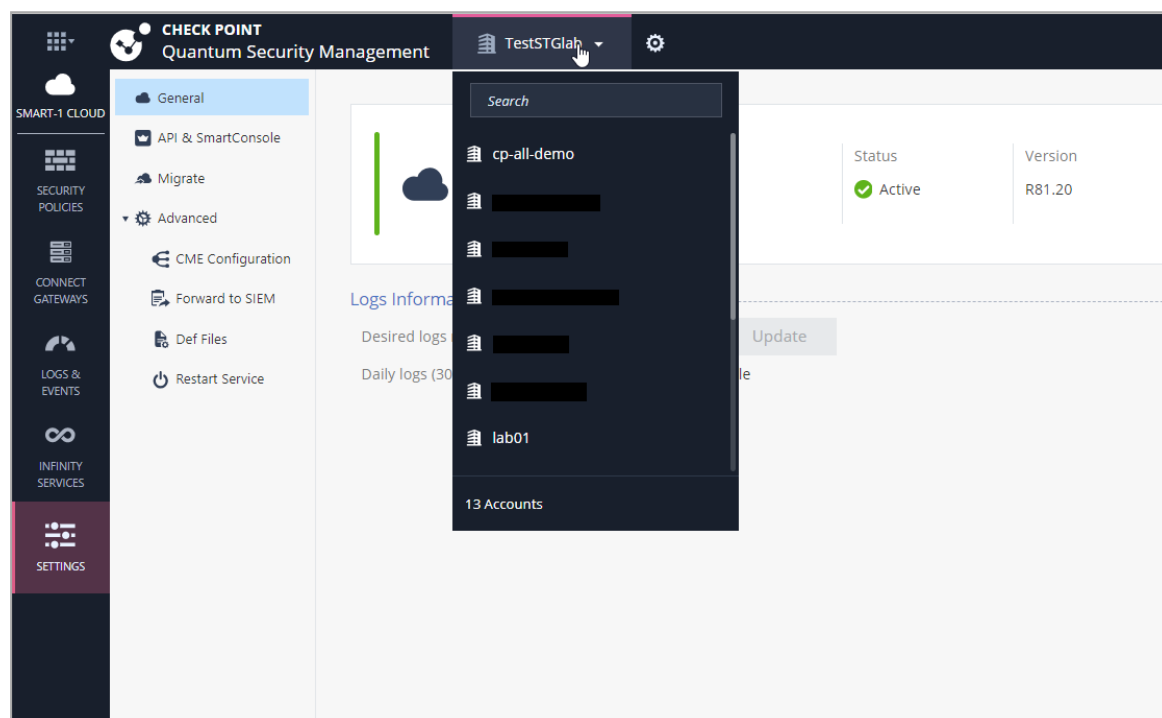 CHECK POINT
Quantum Security Management
TestSTGlab
SMART-1 CLOUD
SECURITY
POLICIES
CONNECT
GATEWAYS
LOGS &
EVENTS
INFINITY
SERVICES
SETTINGS
General
API & SmartConsole
Migrate
Advanced
CME Configuration
Forward to SIEM
Def Files
Restart Service
Search
cp-all-demo
lab01
13 Accounts
Status
Active
Version
R81.20
Logs
Desired logs
Update
Daily logs (30